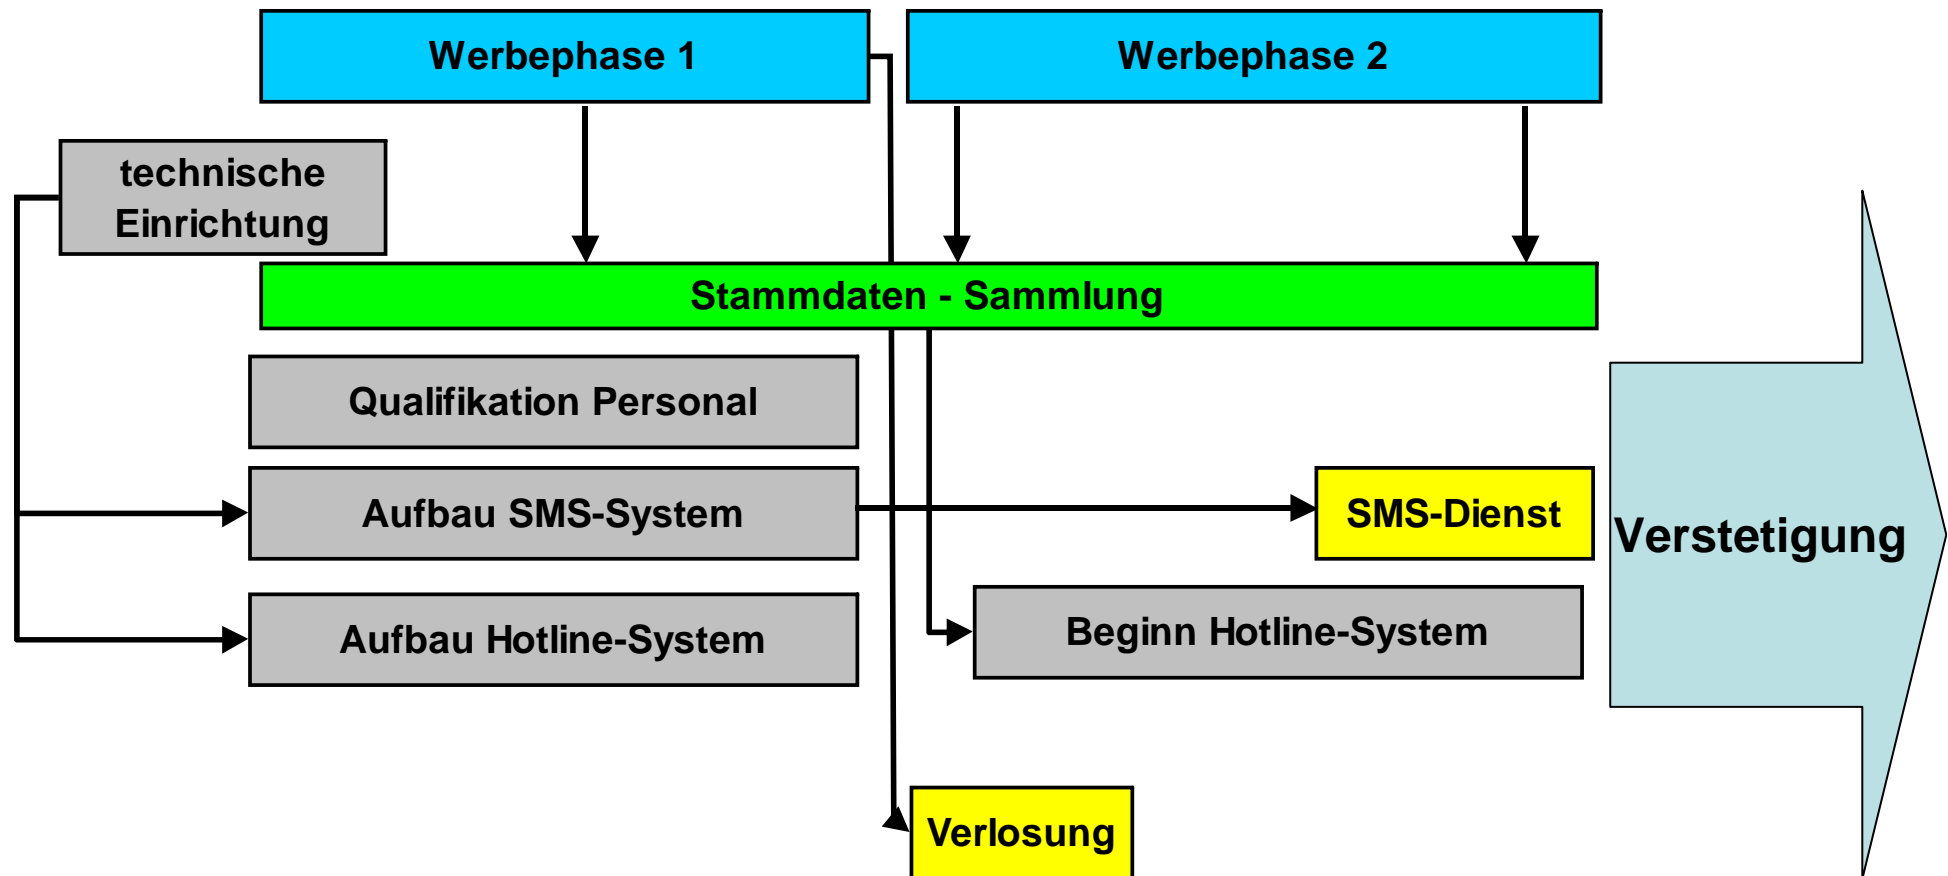 Werbephase 1
Werbephase 2
technische
Einrichtung
Stammdaten - Sammlung
Qualifikation Personal
Aufbau SMS-System
SMS-Dienst
Verstetigung
Aufbau Hotline-System
Beginn Hotline-System
Verlosung